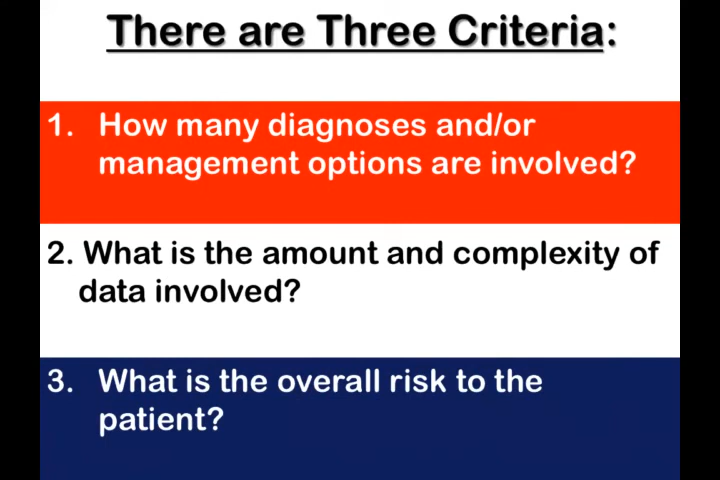 There are Three Criteria:
1. How many diagnoses and/or
management options are involved?
2. What is the amount and complexity of
data involved?
3. What is the overall risk to the
patient?